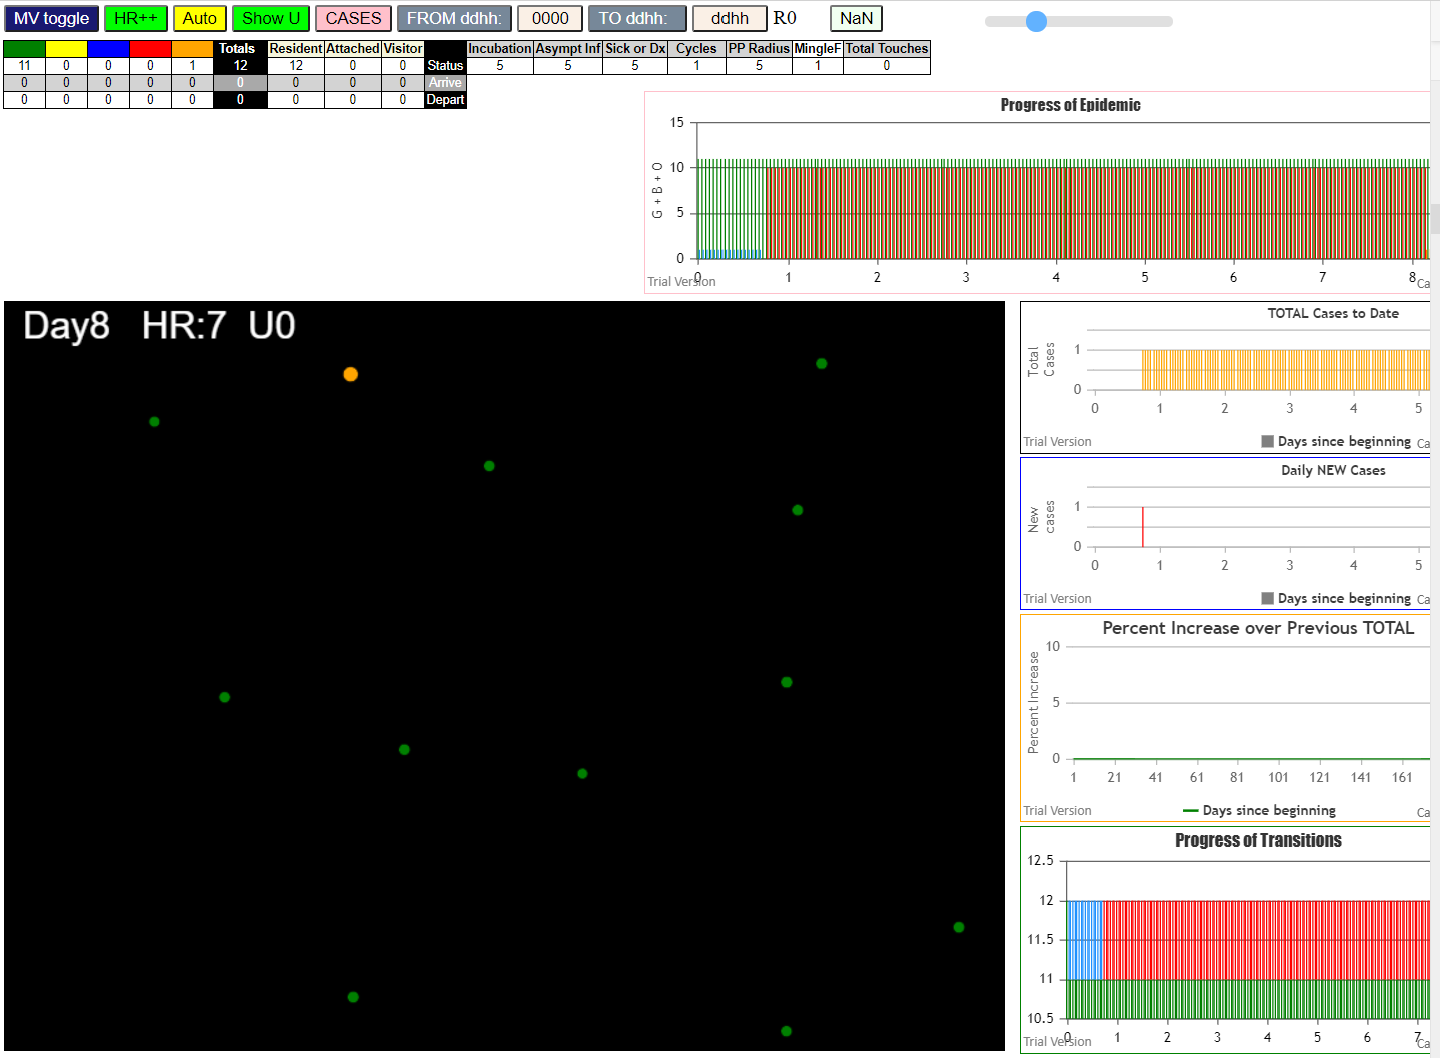 MV toggle HR++ Auto Show U CASES FROM ddhh: 0000 TO ddhh: ddhh R0 NaN
Totals Resident Attached Visitor Incubation Asympt Inf Sick or Dx Cycles PP Radius MingleF Total Touches
11 0 0 0 1 12 12 0 0 Status 5 5 5 1 5 1 0
0 0 0 0 0 0 0 0 0 Arrive
0 0 0 0 0 0 0 0 0 Depart
Progress of Epidemic
G + B + O
15
10
5
0
0 1 2 3 4 5 6 7 8
Trial Version Ca
Day8 HR:7 U0
TOTAL Cases to Date
Total
Cases
1
0
0 1 2 3 4 5
Days since beginning
Trial Version Ca
Daily NEW Cases
New
cases
1
0
0 1 2 3 4 5
Days since beginning
Trial Version Ca
Percent Increase over Previous TOTAL
Percent Increase
10
5
0
1 21 41 61 81 101 121 141 161
Days since beginning
Trial Version Ca
Progress of Transitions
12.5
12
11.5
11
10.5
0 1 2 3 4 5 6 7
Trial Version Ca